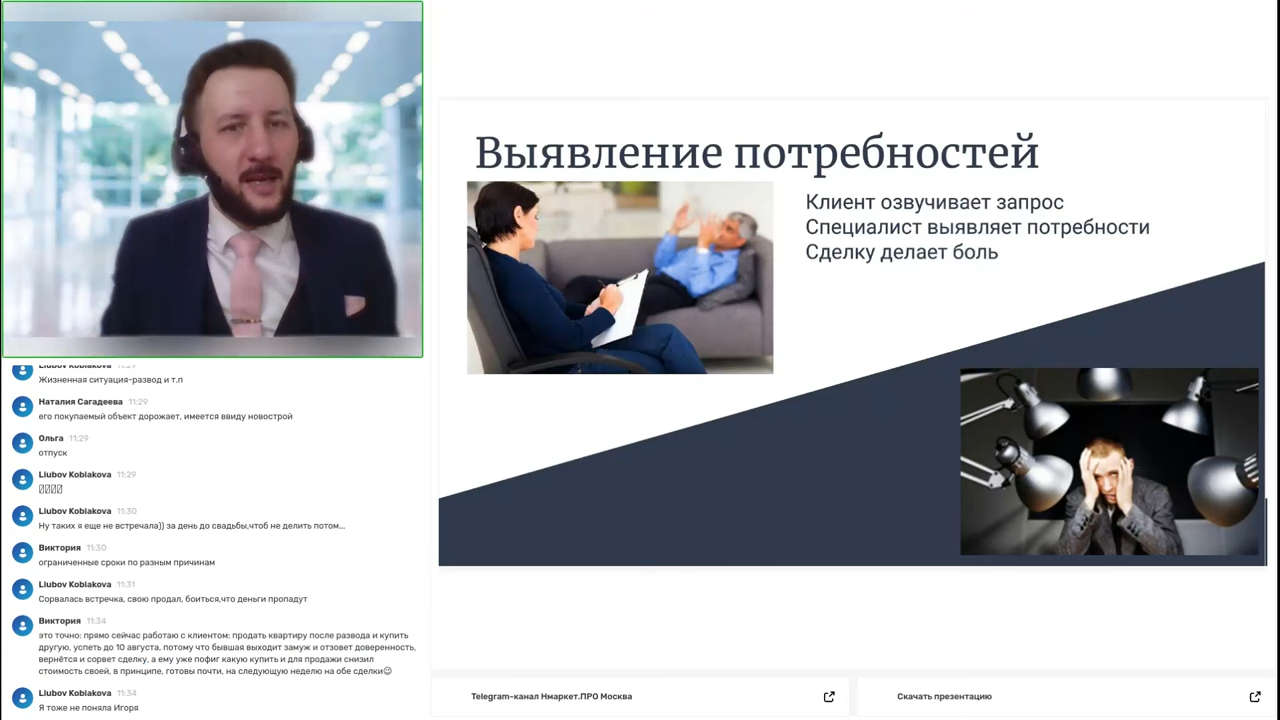 Выявление потребностей
Клиент озвучивает запрос
Специалист выявляет потребности
Сделку делает боль
Liubov Kobiakova 11:29
Жизненная ситуация-развод и т.п
Наталия Сагадеева 11:29
его покупаемый объект дорожает, имеется ввиду новострой
Ольга 11:29
отпуск
Liubov Kobiakova 11:29
Liubov Kobiakova 11:30
Ну таких я еще не встречала)) за день до свадьбы,чтоб не делить потом...
Виктория 11:30
ограниченные сроки по разным причинам
Liubov Kobiakova 11:31
Сорвалась встречка, свою продал, боиться,что деньги пропадут
Виктория 11:34
это точно: прямо сейчас работаю с клиентом: продать квартиру после развода и купить
другую, успеть до 10 августа, потому что бывшая выходит замуж и отзовет доверенность,
вернётся и сорвет сделку, а ему уже пофиг какую купить и для продажи снизил
стоимость своей, в принципе, готовы почти, на следующую неделю на обе сделки😉
Liubov Kobiakova 11:34
Я тоже не поняла Игоря
Telegram-канал Нмаркет.ПРО Москва
Скачать презентацию